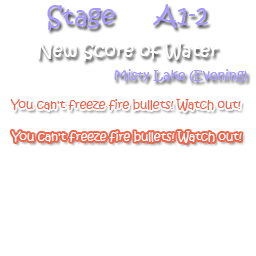 Stage A1-2
New Score of Water
Misty Lake (Evening)
You can't freeze fire bullets! Watch out!
You can't freeze fire bullets! Watch out!